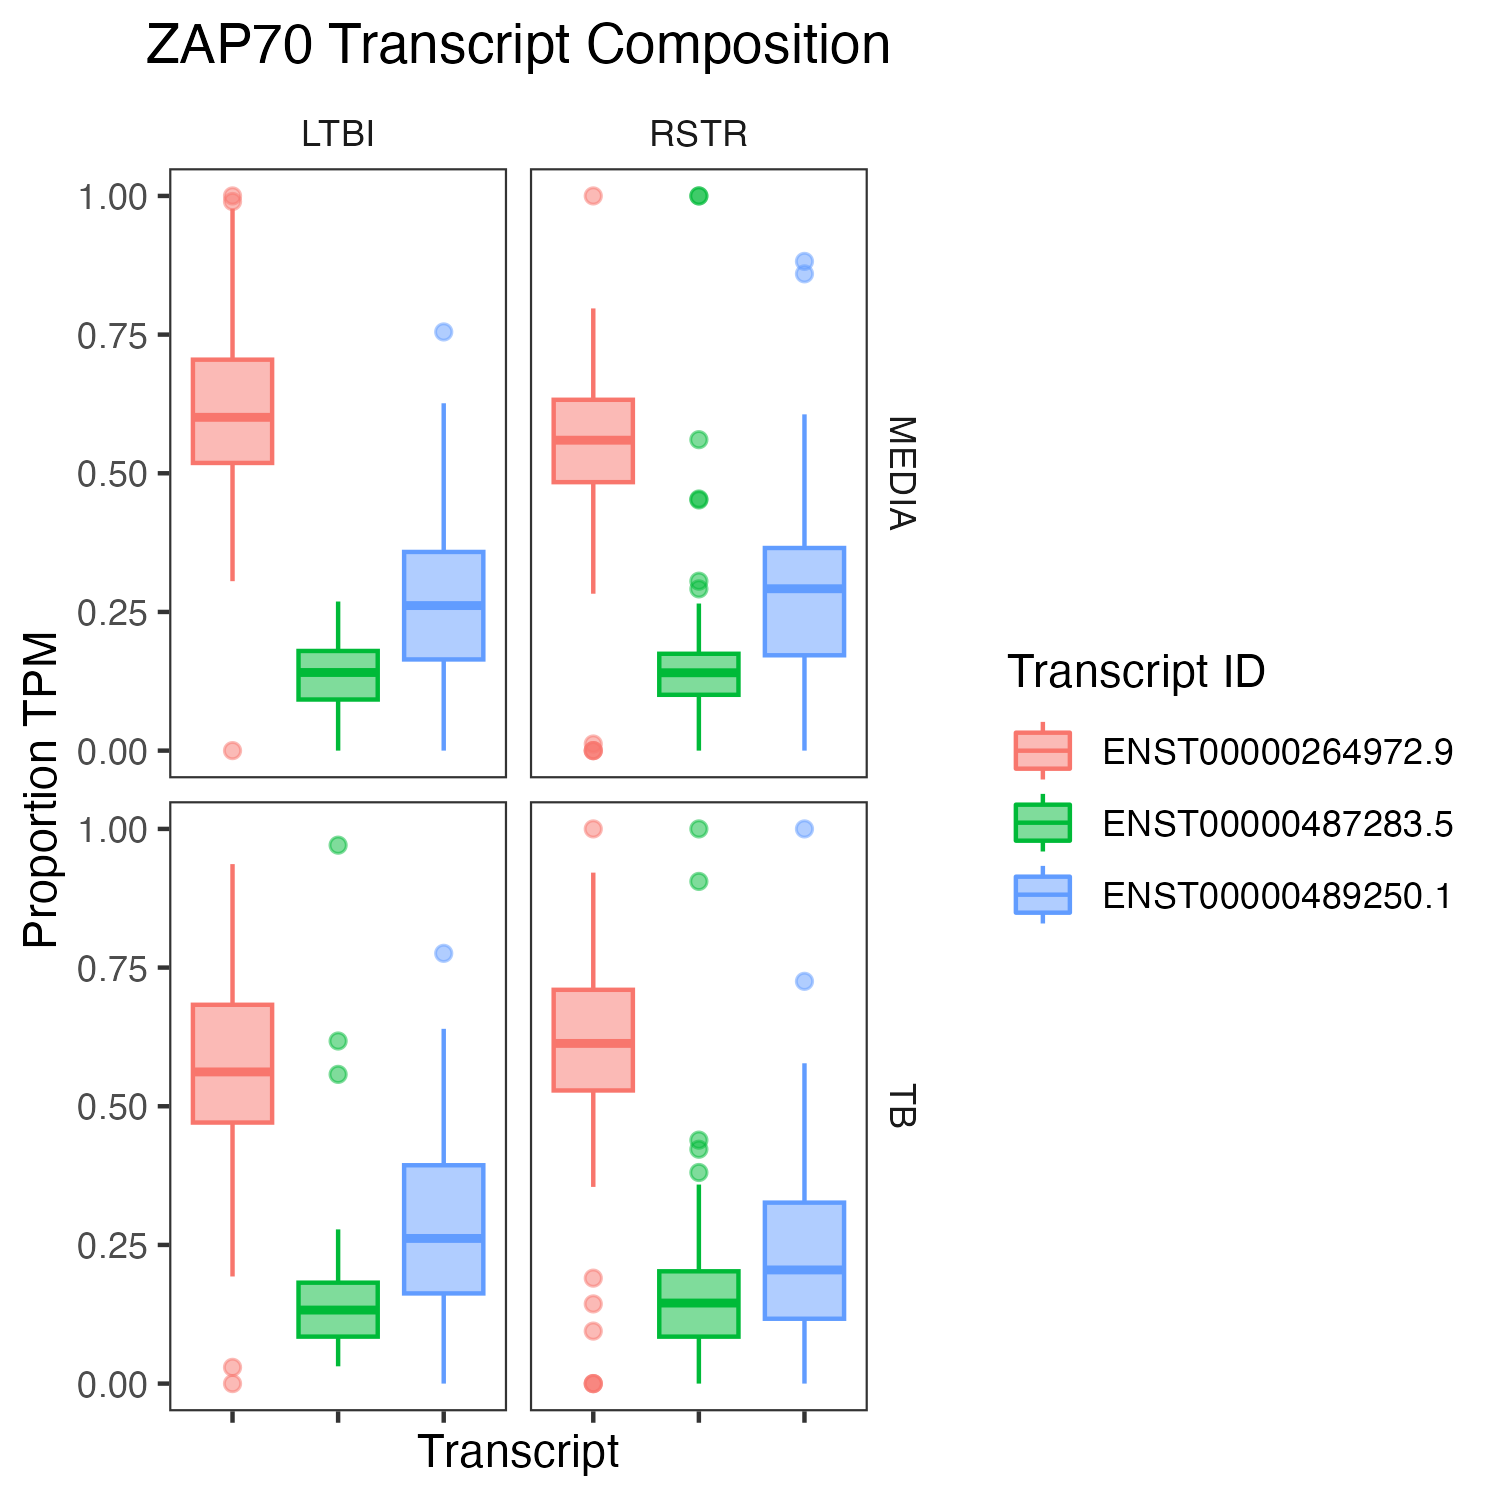 ZAP70 Transcript Composition
LTBI
RSTR
1.00
0.75
0.50
0.25
0.00
MEDIA
1.00
0.75
0.50
0.25
0.00
TB
Proportion TPM
Transcript
Transcript ID
ENST00000264972.9
ENST00000487283.5
ENST00000489250.1